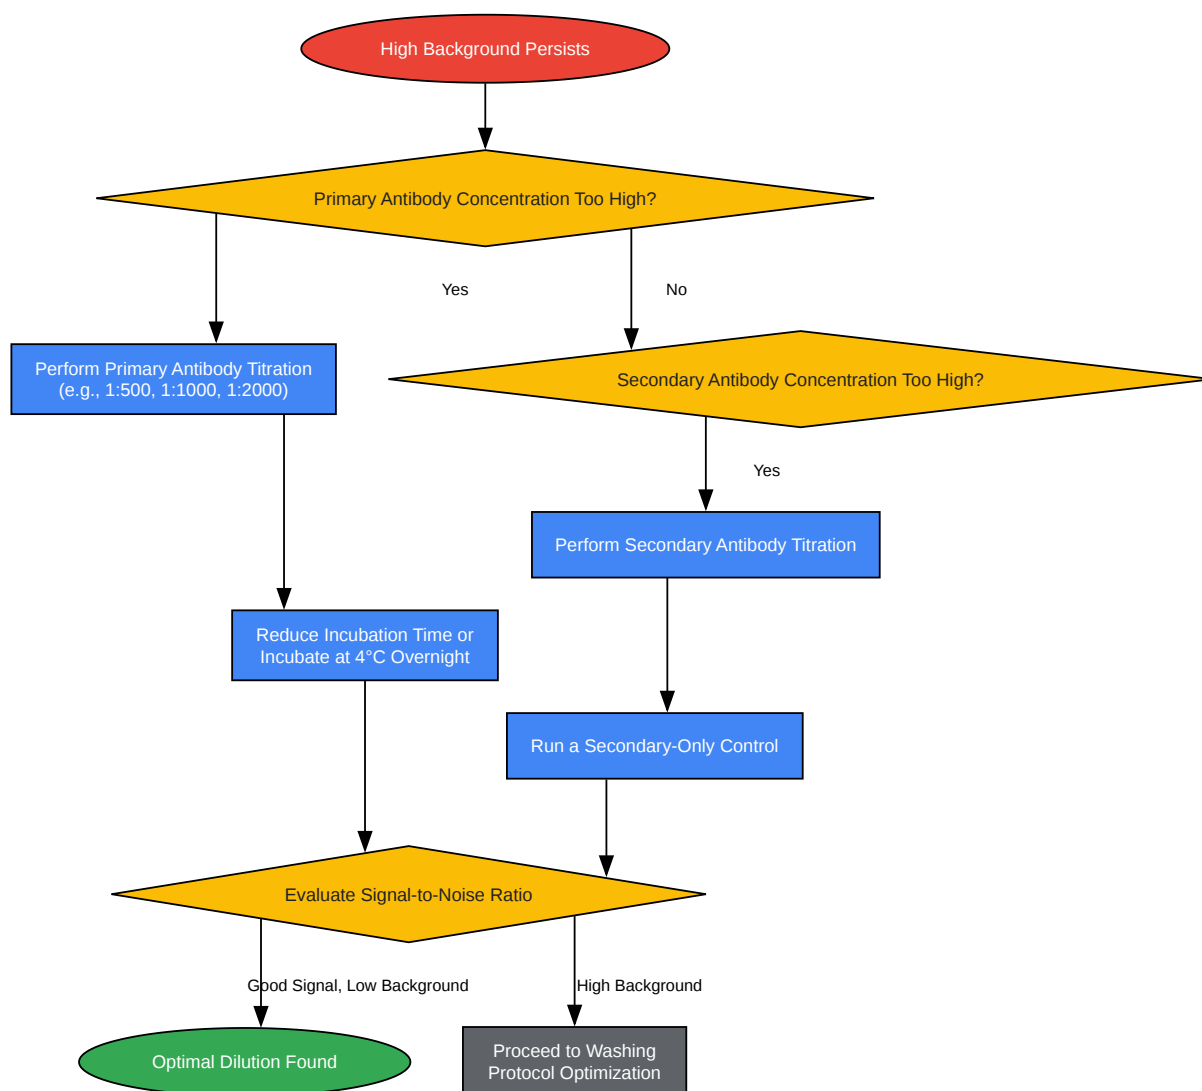 High Background Persists
Primary Antibody Concentration Too High?
Yes
No
Perform Primary Antibody Titration
(e.g., 1:500, 1:1000, 1:2000)
Secondary Antibody Concentration Too High?
Yes
Perform Secondary Antibody Titration
Reduce Incubation Time or
Incubate at 4°C Overnight
Run a Secondary-Only Control
Evaluate Signal-to-Noise Ratio
Good Signal, Low Background
High Background
Optimal Dilution Found
Proceed to Washing
Protocol Optimization